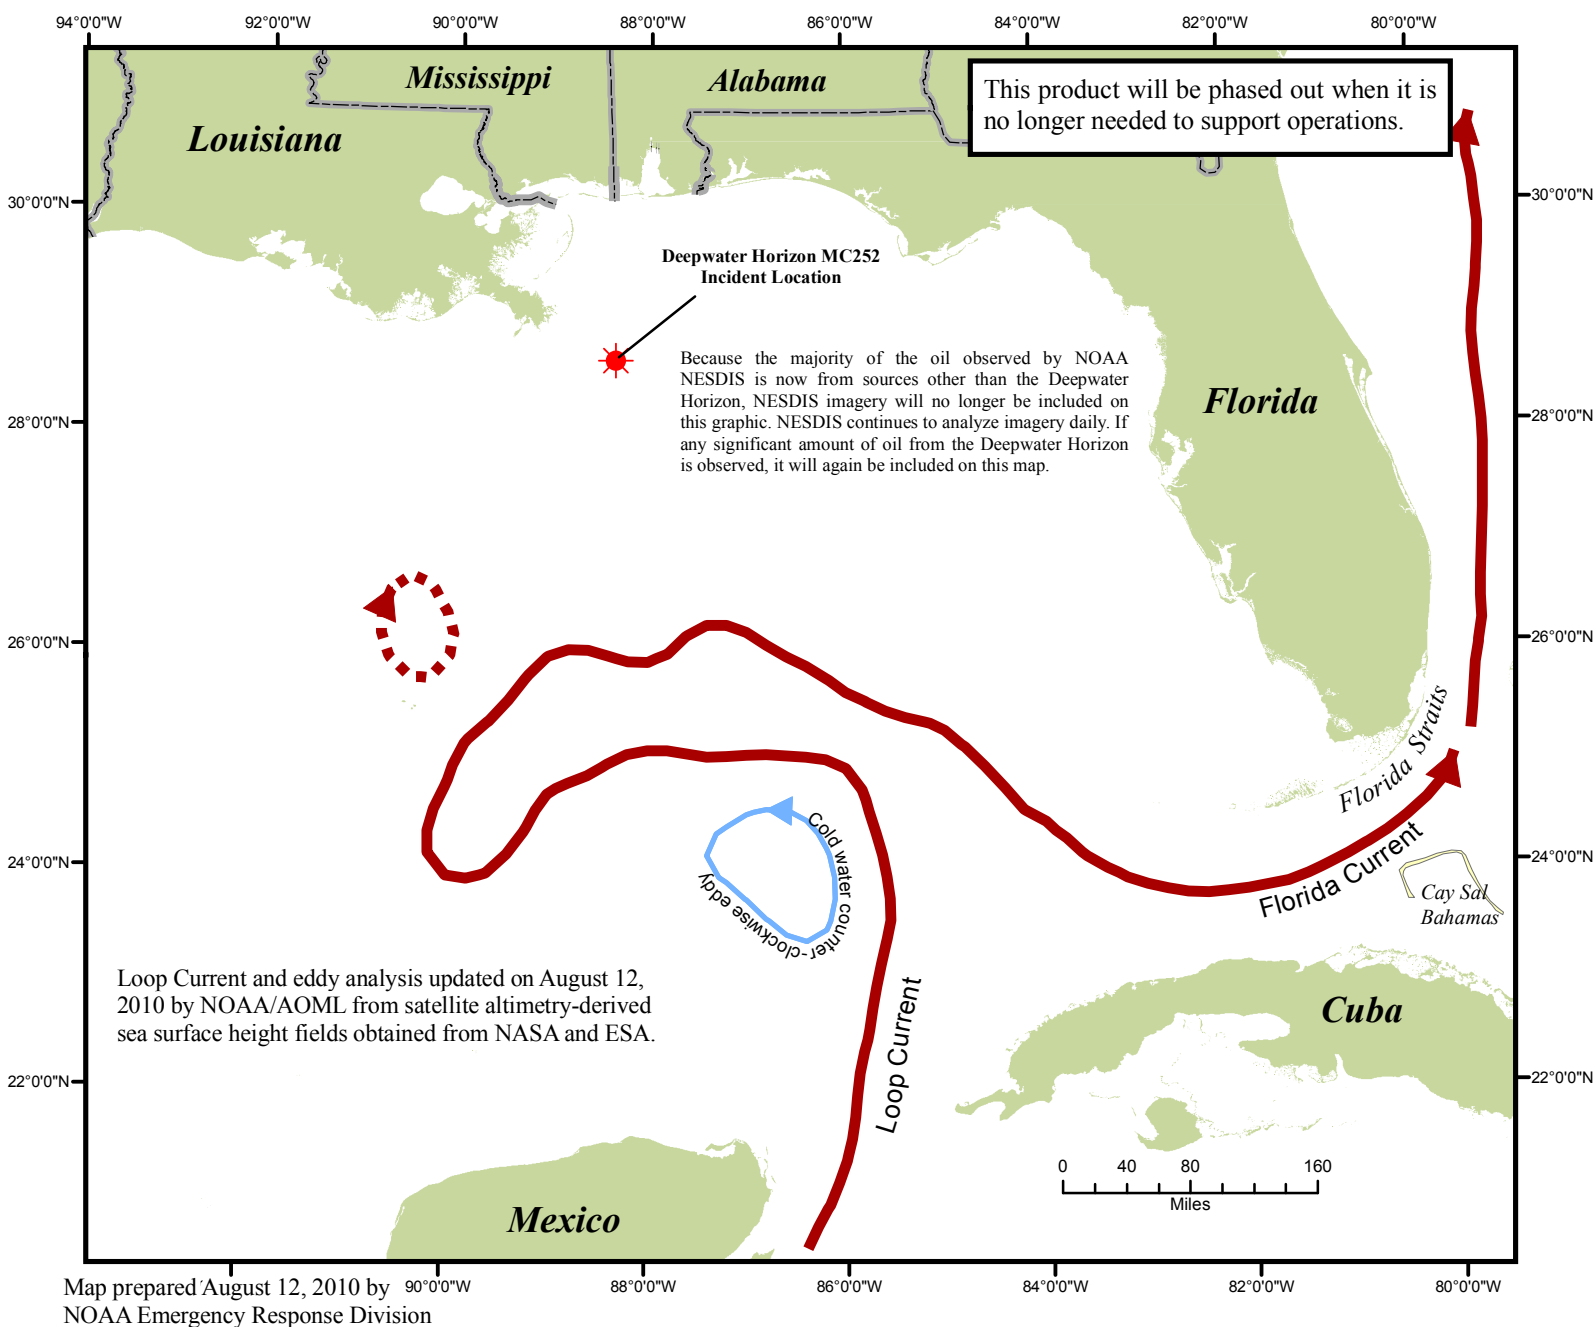 94°0'0"W 92°0'0"W 90°0'0"W 88°0'0"W 86°0'0"W 84°0'0"W 82°0'0"W 80°0'0"W
Mississippi
Alabama
Louisiana
This product will be phased out when it is
no longer needed to support operations.
30°0'0"N
30°0'0"N
Deepwater Horizon MC252
Incident Location
Because the majority of the oil observed by NOAA
NESDIS is now from sources other than the Deepwater
Horizon, NESDIS imagery will no longer be included on
this graphic. NESDIS continues to analyze imagery daily. If
any significant amount of oil from the Deepwater Horizon
is observed, it will again be included on this map.
Florida
28°0'0"N
28°0'0"N
26°0'0"N
26°0'0"N
Florida Straits
Florida Current
24°0'0"N
24°0'0"N
Cold water counter-clockwise eddy
Cay Sal
Bahamas
Loop Current and eddy analysis updated on August 12,
2010 by NOAA/AOML from satellite altimetry-derived
sea surface height fields obtained from NASA and ESA.
Loop Current
Cuba
22°0'0"N
22°0'0"N
0 40 80 160
Miles
Mexico
Map prepared August 12, 2010 by
NOAA Emergency Response Division
90°0'0"W 88°0'0"W 86°0'0"W 84°0'0"W 82°0'0"W 80°0'0"W